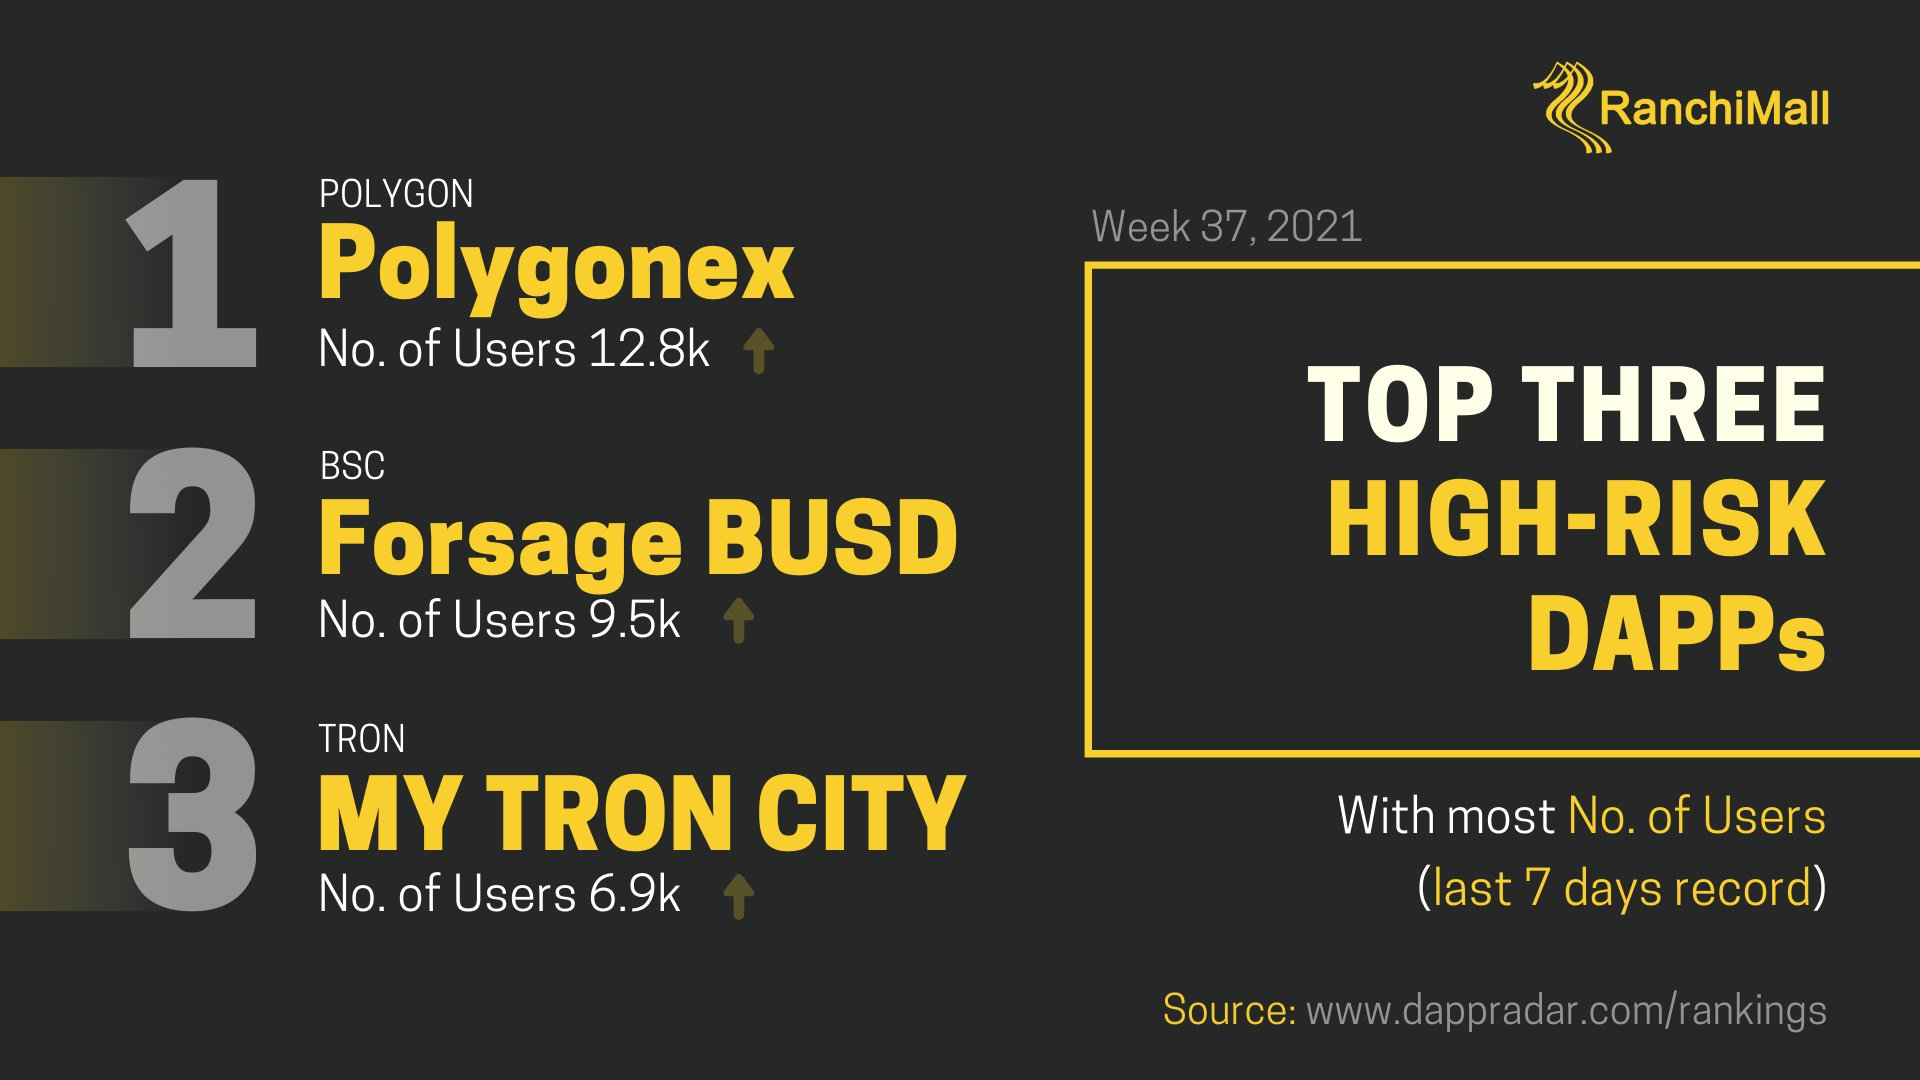 RanchiMall
1
POLYGON
Polygonex
No. of Users 12.8k
2
BSC
Forsage BUSD
No. of Users 9.5k
3
TRON
MY TRON CITY
No. of Users 6.9k
Week 37, 2021
TOP THREE
HIGH-RISK
DAPPs
With most No. of Users
(last 7 days record)
Source: www.dappradar.com/rankings